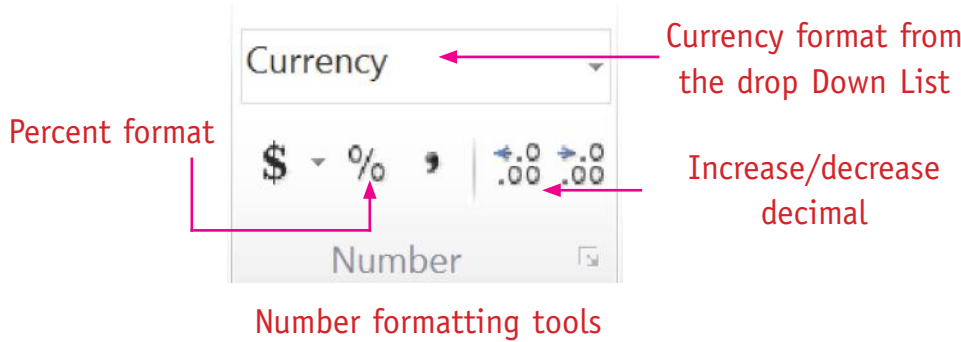 Currency
Currency format from
the drop Down List
Percent format
$ % , .0 .00 .0 .00
Increase/decrease
decimal
Number
Number formatting tools